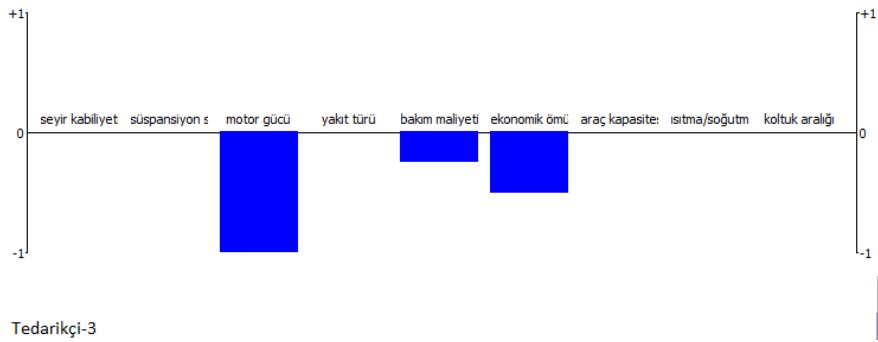 +1 +1
seyir kabiliyet süspansiyon s motor gücü yakıt türü bakım maliyeti ekonomik ömü araç kapasites ısıtma/soğutm koltuk aralığı
0 0
-1 -1
Tedarikçi-3